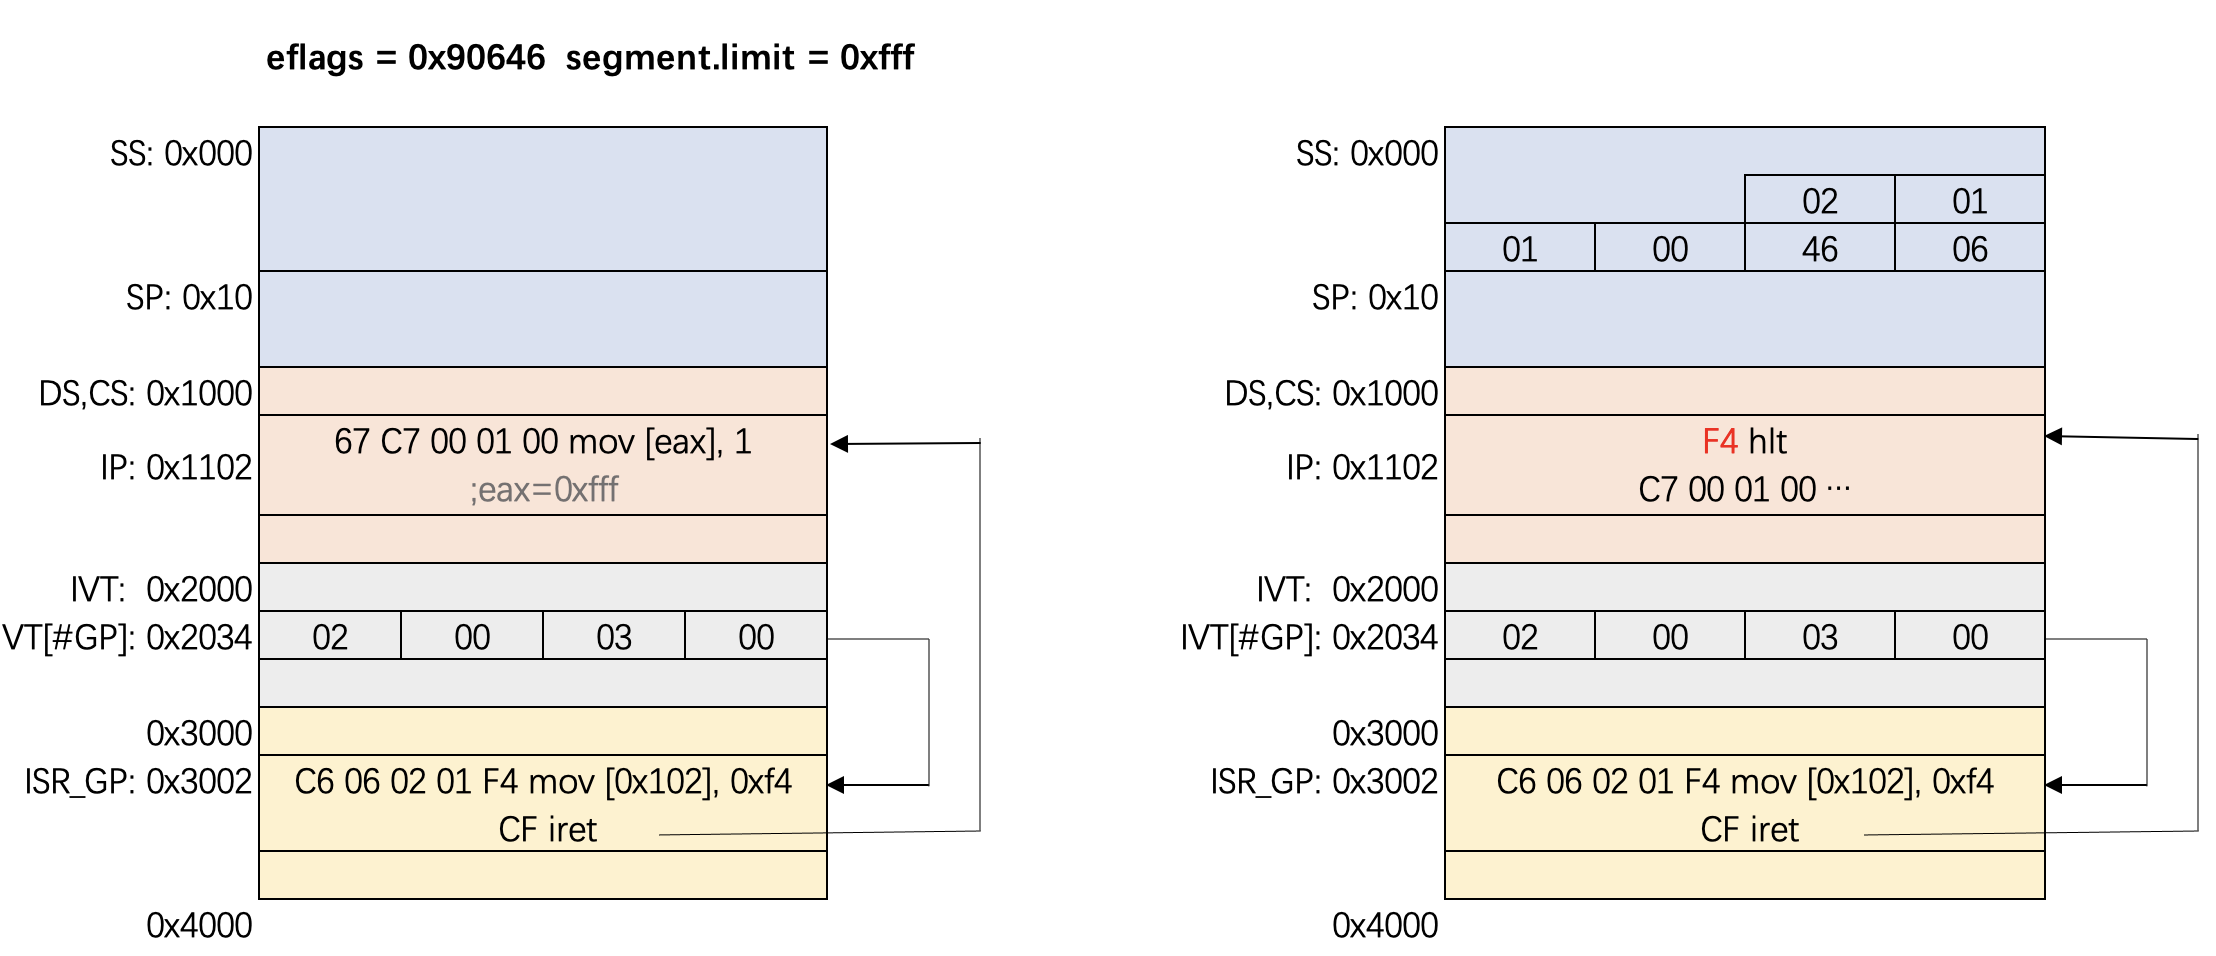 eflags = 0x90646 segment.limit = 0xfff
SS: 0x000
SP: 0x10
DS,CS: 0x1000
67 C7 00 01 00 mov [eax], 1
IP: 0x1102
;eax=0xfff
IVT: 0x2000
VT[#GP]: 0x2034 02 00 03 00
0x3000
ISR_GP: 0x3002 C6 06 02 01 F4 mov [0x102], 0xf4
CF iret
0x4000
SS: 0x000
02 01
01 00 46 06
SP: 0x10
DS,CS: 0x1000
F4 hlt
IP: 0x1102
C7 00 01 00 ···
IVT: 0x2000
IVT[#GP]: 0x2034 02 00 03 00
0x3000
ISR_GP: 0x3002 C6 06 02 01 F4 mov [0x102], 0xf4
CF iret
0x4000